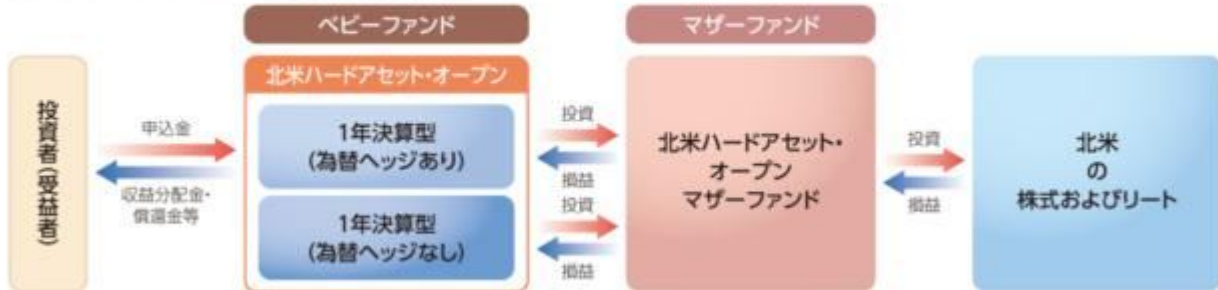 ベビーファンド
マザーファンド
投資者(受益者)
申込金
収益分配金・
償還金等
北米ハードアセット・オープン
1年決算型
(為替ヘッジあり)
1年決算型
(為替ヘッジなし)
投資
損益
投資
損益
北米ハードアセット・
オープン
マザーファンド
投資
損益
北米
の
株式およびリート